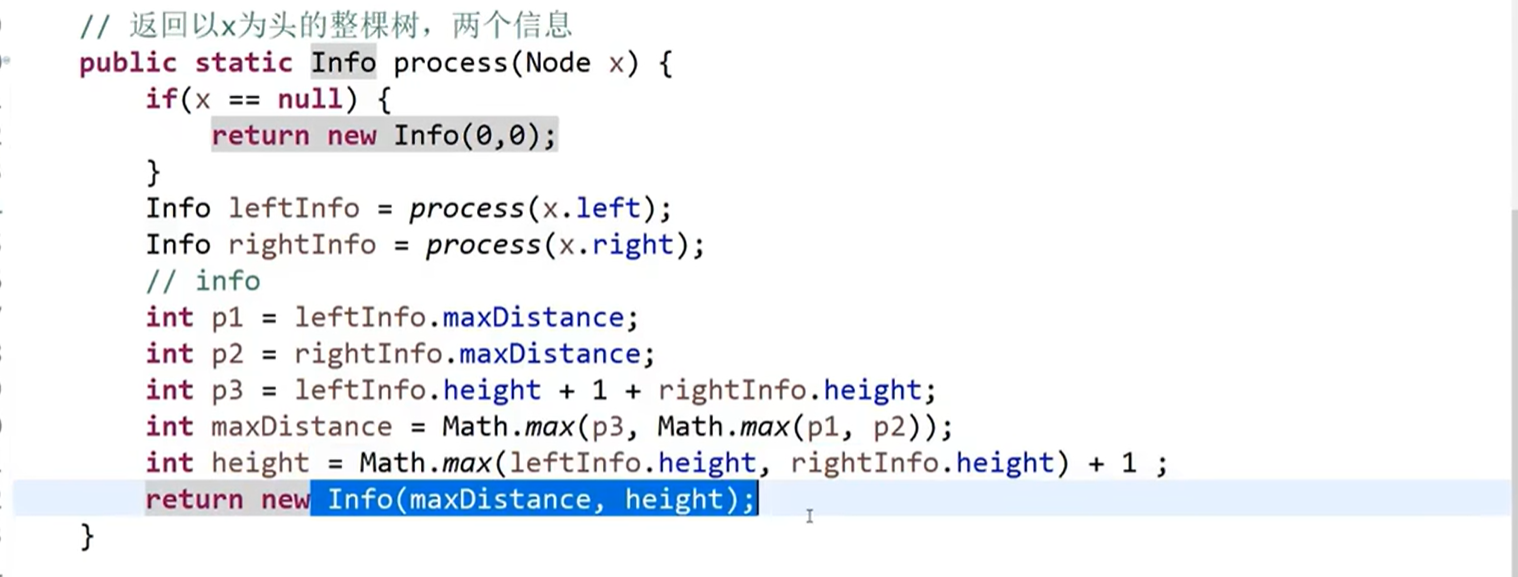 // 返回以x为头的整棵树，两个信息
public static Info process(Node x) {
if(x == null) {
return new Info(0,0);
}
Info leftInfo = process(x.left);
Info rightInfo = process(x.right);
// info
int p1 = leftInfo.maxDistance;
int p2 = rightInfo.maxDistance;
int p3 = leftInfo.height + 1 + rightInfo.height;
int maxDistance = Math.max(p3, Math.max(p1, p2));
int height = Math.max(leftInfo.height, rightInfo.height) + 1 ;
return new Info(maxDistance, height);
}